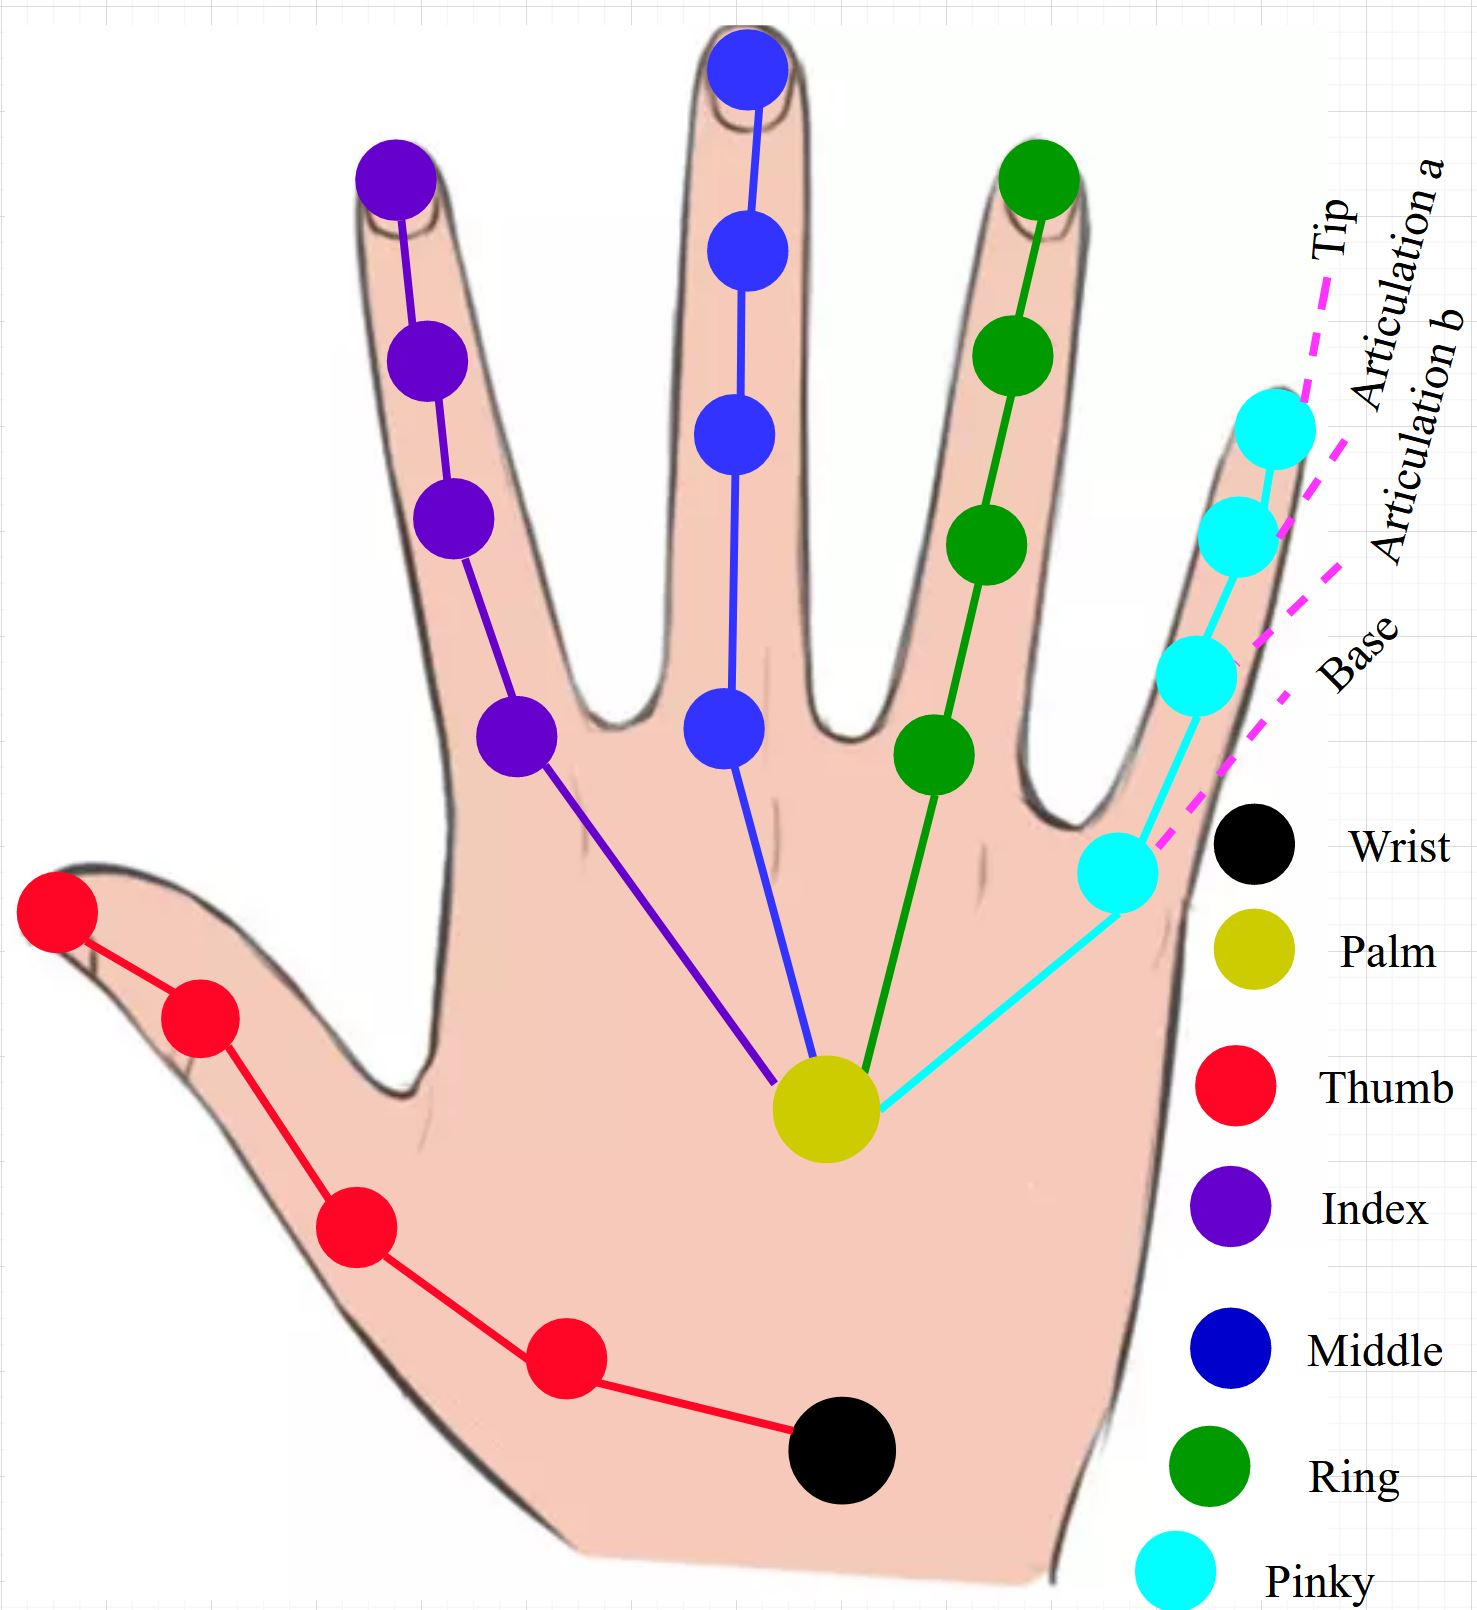 Tip
Articulation a
Articulation b
Base
Wrist
Palm
Thumb
Index
Middle
Ring
Pinky